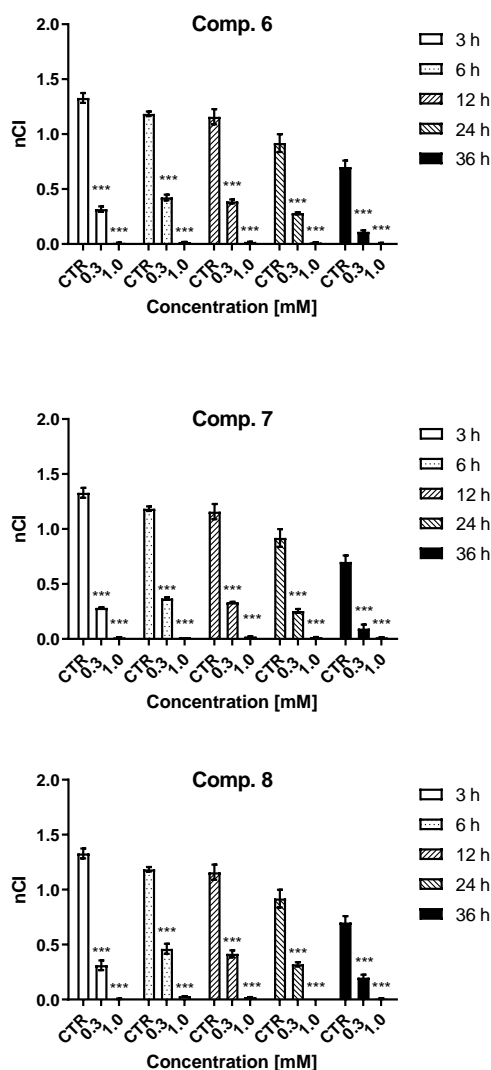 Comp. 6
2.0
1.5
1.0
0.5
0.0
nCI
*** *** *** *** *** *** *** *** *** ***
CTR 0.3 1.0 CTR 0.3 1.0 CTR 0.3 1.0 CTR 0.3 1.0 CTR 0.3 1.0
Concentration [mM]
3 h
6 h
12 h
24 h
36 h
Comp. 7
2.0
1.5
1.0
0.5
0.0
nCI
*** *** *** *** *** *** *** *** *** ***
CTR 0.3 1.0 CTR 0.3 1.0 CTR 0.3 1.0 CTR 0.3 1.0 CTR 0.3 1.0
Concentration [mM]
3 h
6 h
12 h
24 h
36 h
Comp. 8
2.0
1.5
1.0
0.5
0.0
nCI
*** *** *** *** *** *** *** *** *** ***
CTR 0.3 1.0 CTR 0.3 1.0 CTR 0.3 1.0 CTR 0.3 1.0 CTR 0.3 1.0
Concentration [mM]
3 h
6 h
12 h
24 h
36 h